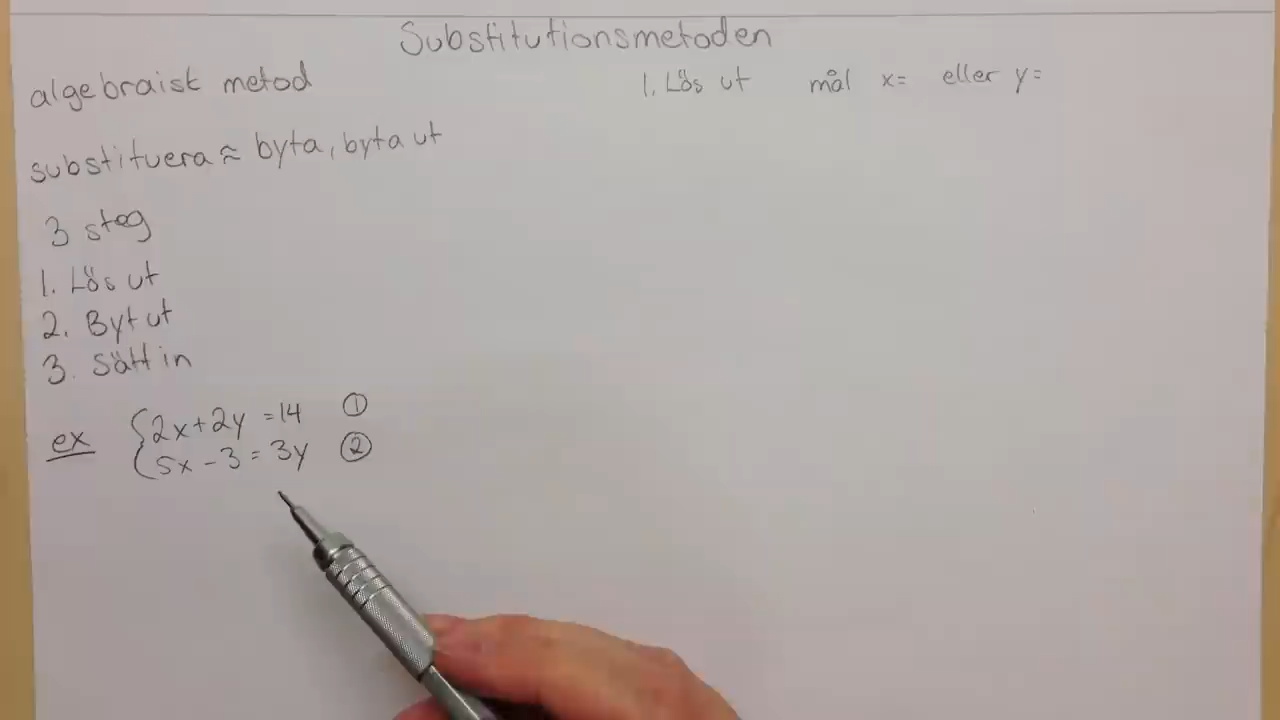 Substitutionsmetoden
algebraisk metod
substituera ≈ byta, byta ut
3 steg
1. Lös ut
2. Byt ut
3. Sätt in
ex { 2x+2y = 14 ①
5x - 3 = 3y ②
1. Lös ut mål x= eller y=